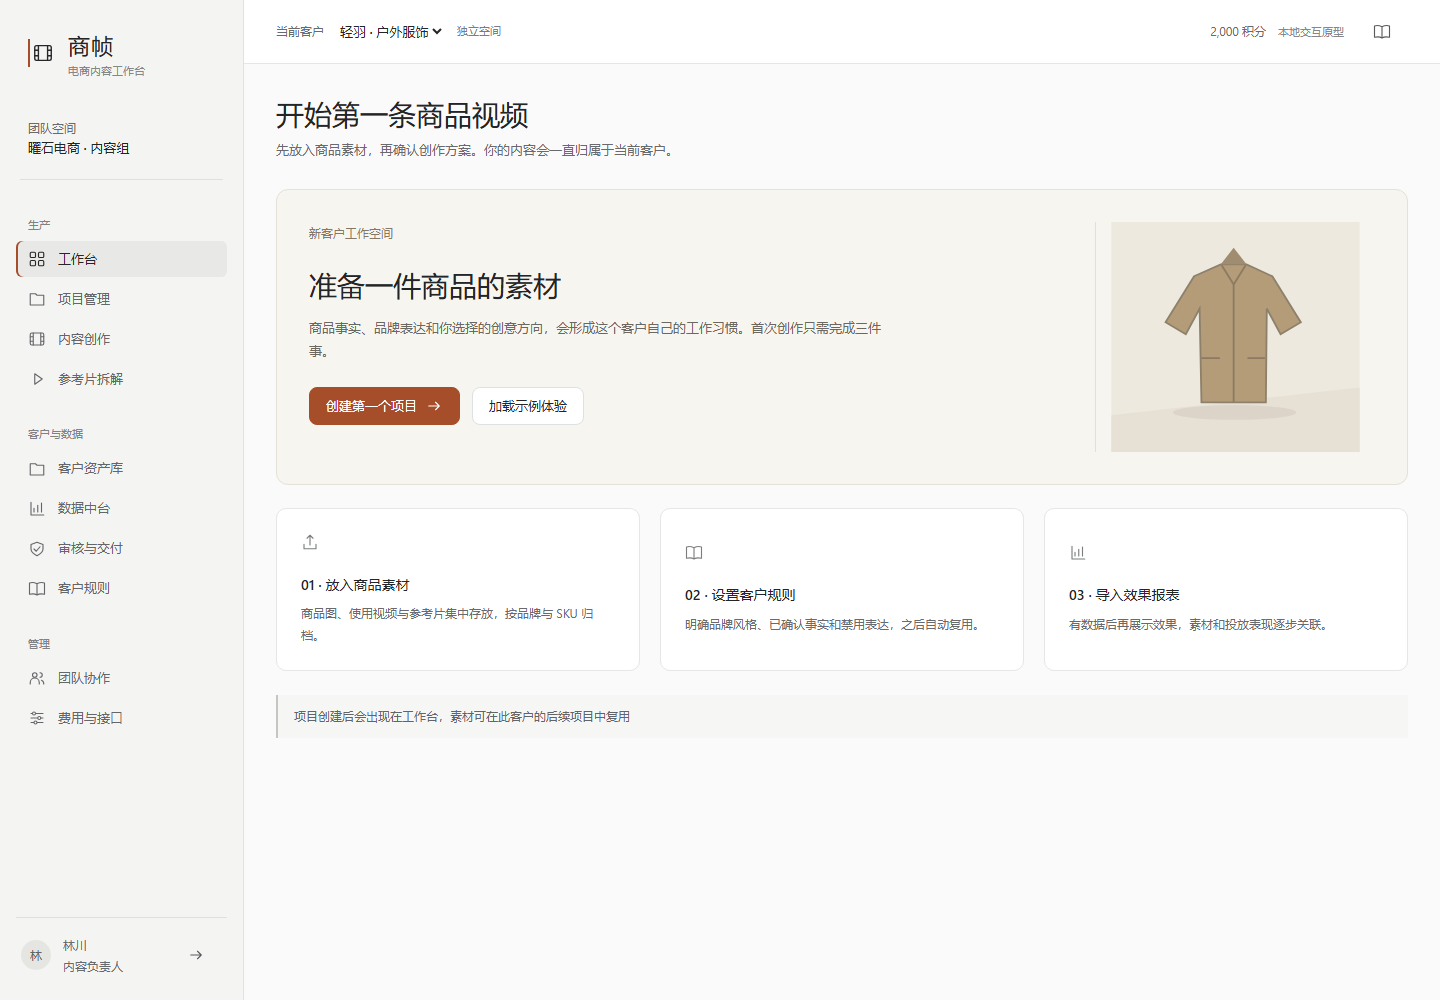 商帧
电商内容工作台
团队空间
曜石电商 · 内容组
生产
工作台
项目管理
内容创作
参考片拆解
客户与数据
客户资产库
数据中台
审核与交付
客户规则
管理
团队协作
费用与接口
林
林川
内容负责人
当前客户
轻羽 · 户外服饰
独立空间
2,000 积分
本地交互原型
开始第一条商品视频
先放入商品素材，再确认创作方案。你的内容会一直归属于当前客户。
新客户工作空间
准备一件商品的素材
商品事实、品牌表达和你选择的创意方向，会形成这个客户自己的工作习惯。首次创作只需完成三件
事。
创建第一个项目
加载示例体验
01 · 放入商品素材
商品图、使用视频与参考片集中存放，按品牌与 SKU 归
档。
02 · 设置客户规则
明确品牌风格、已确认事实和禁用表达，之后自动复用。
03 · 导入效果报表
有数据后再展示效果，素材和投放表现逐步关联。
项目创建后会出现在工作台，素材可在此客户的后续项目中复用